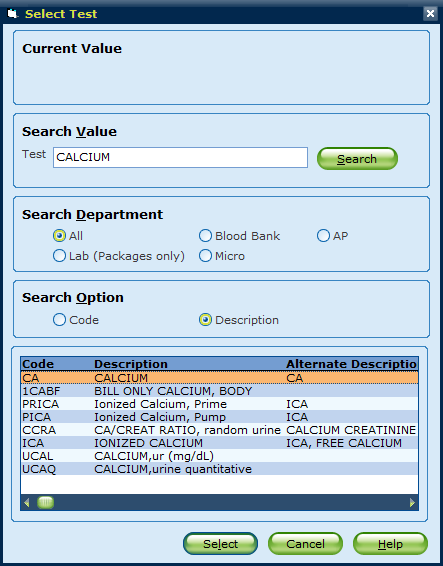 Select Test
Current Value
Search Value
Test CALCIUM Search
Search Department
All Blood Bank AP
Lab (Packages only) Micro
Search Option
Code Description
Code Description Alternate Descriptio
CA CALCIUM CA
1CABF BILL ONLY CALCIUM, BODY
PRICA Ionized Calcium, Prime ICA
PICA Ionized Calcium, Pump ICA
CCRA CA/CREAT RATIO, random urine CALCIUM CREATININE
ICA IONIZED CALCIUM ICA, FREE CALCIUM
UCAL CALCIUM,ur (mg/dL)
UCAQ CALCIUM,urine quantitative
Select Cancel Help